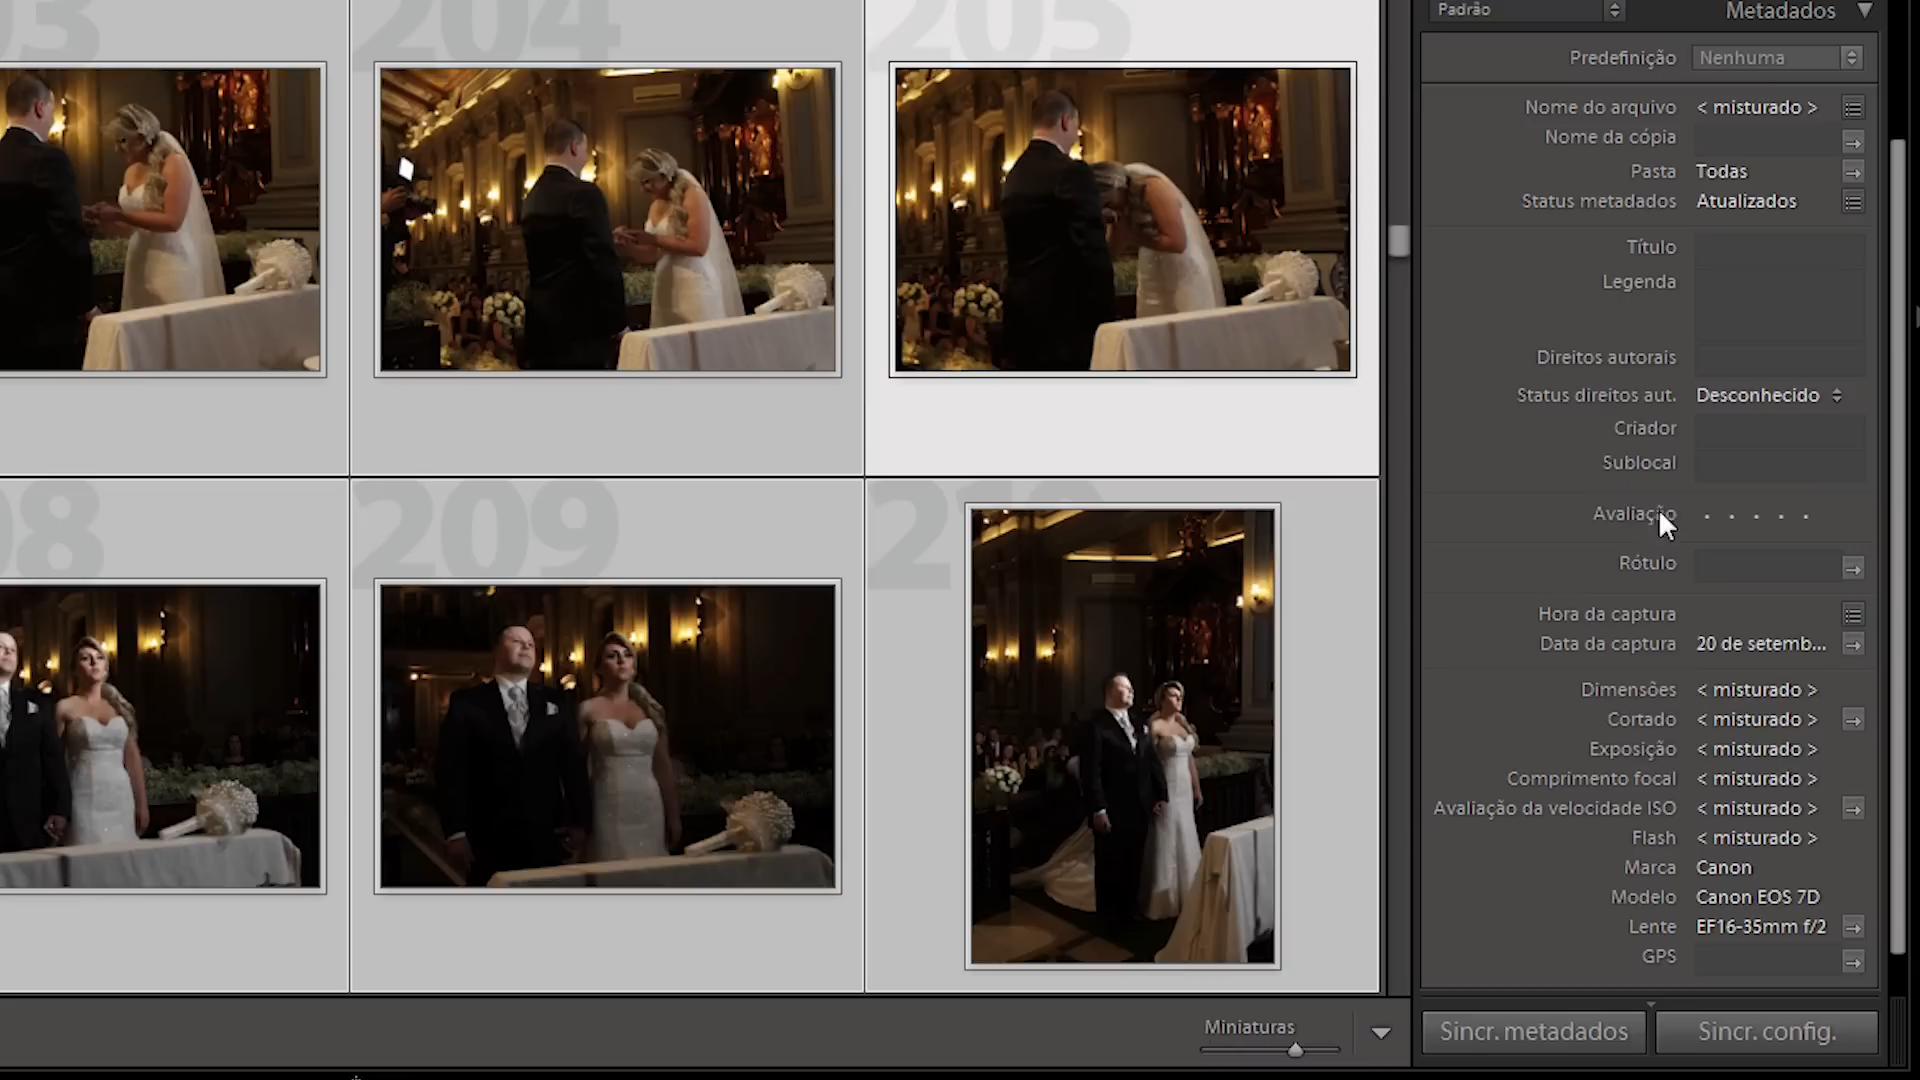 204
205
209
Padrão
Metadados
Predefinição Nenhuma
Nome do arquivo < misturado >
Nome da cópia
Pasta Todas
Status metadados Atualizados
Título
Legenda
Direitos autorais
Status direitos aut. Desconhecido
Criador
Sublocal
Avaliação
Rótulo
Hora da captura
Data da captura 20 de setemb...
Dimensões < misturado >
Cortado < misturado >
Exposição < misturado >
Comprimento focal < misturado >
Avaliação da velocidade ISO < misturado >
Flash < misturado >
Marca Canon
Modelo Canon EOS 7D
Lente EF16-35mm f/2
GPS
Miniaturas
Sincr. metadados
Sincr. config.